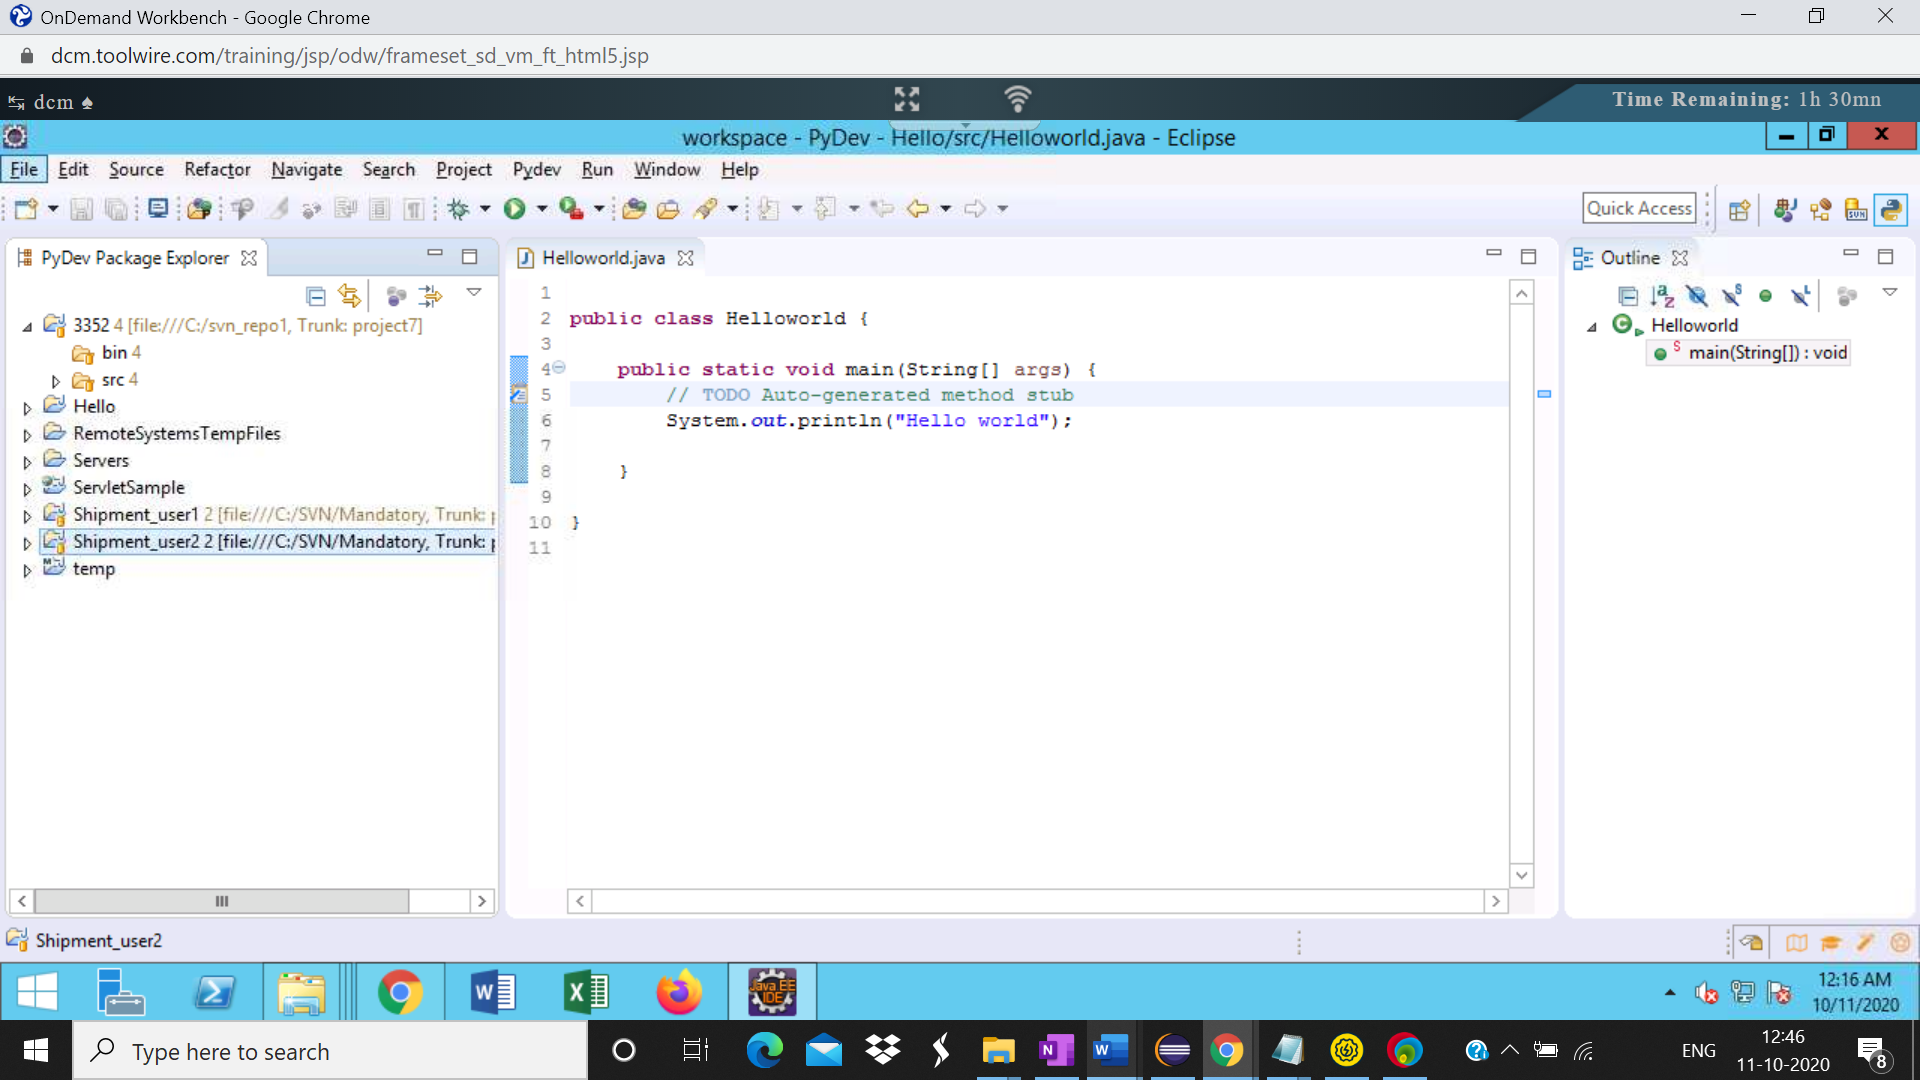 OnDemand Workbench - Google Chrome
dcm.toolwire.com/training/jsp/odw/frameset_sd_vm_ft_html5.jsp
dcm ♠
Time Remaining: 1h 30mn
workspace - PyDev - Hello/src/Helloworld.java - Eclipse
File Edit Source Refactor Navigate Search Project Pydev Run Window Help
Quick Access
PyDev Package Explorer
3352 4 [file:///C:/svn_repo1, Trunk: project7]
bin 4
src 4
Hello
RemoteSystemsTempFiles
Servers
ServletSample
Shipment_user1 2 [file:///C:/SVN/Mandatory, Trunk: p
Shipment_user2 2 [file:///C:/SVN/Mandatory, Trunk: p
temp
Helloworld.java
1
2 public class Helloworld {
3
4 public static void main(String[] args) {
5 // TODO Auto-generated method stub
6 System.out.println("Hello world");
7
8 }
9
10 }
11
Outline
Helloworld
main(String[]) : void
Shipment_user2
Java EE
IDE
12:16 AM
10/11/2020
Type here to search
ENG
12:46
11-10-2020
8